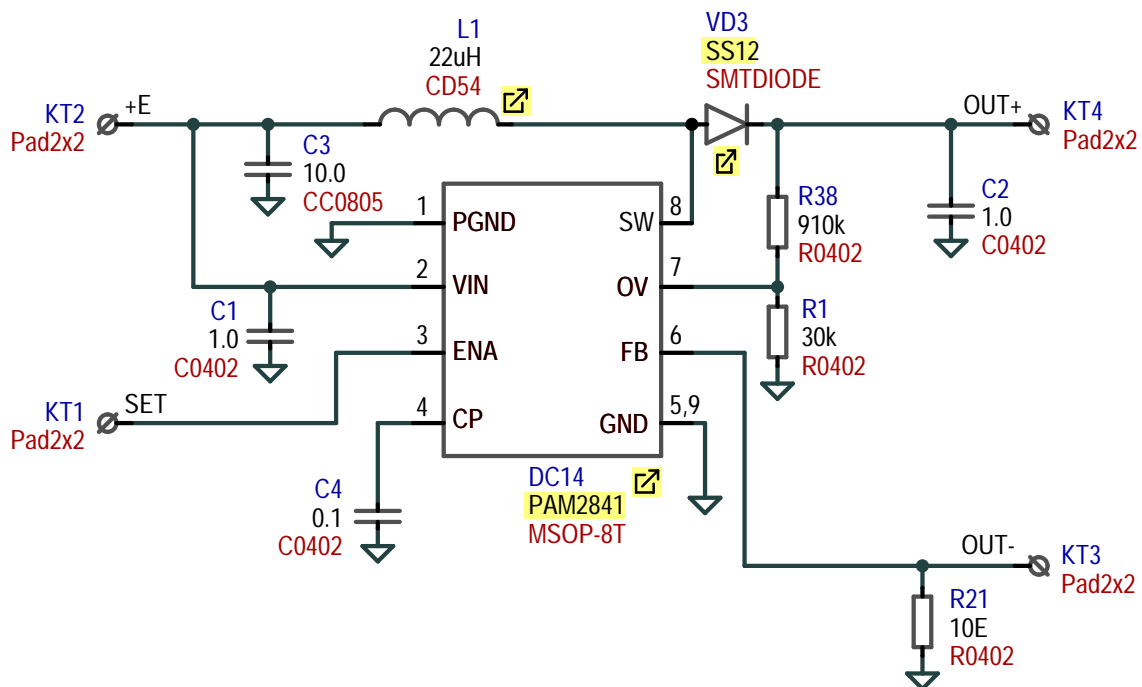 L1
22uH
CD54
VD3
SS12
SMTDIODE
KT2
Pad2x2
+E
OUT+
KT4
Pad2x2
C3
10.0
CC0805
1
PGND
SW
8
R38
910k
R0402
C2
1.0
C0402
2
VIN
OV
7
C1
1.0
C0402
3
ENA
FB
6
R1
30k
R0402
KT1
Pad2x2
SET
4
CP
GND
5,9
C4
0.1
C0402
DC14
PAM2841
MSOP-8T
OUT-
KT3
Pad2x2
R21
10E
R0402